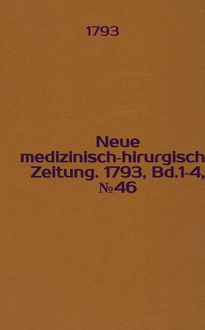 1793
Neue
medizinisch-hirurgisch
Zeitung. 1793, Bd.1-4,
№46